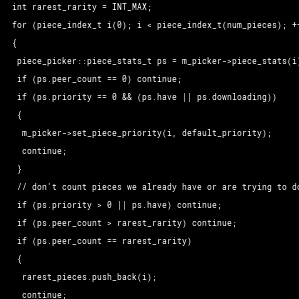 int rarest_rarity = INT_MAX;
for (piece_index_t i(0); i < piece_index_t(num_pieces); ++
{
piece_picker::piece_stats_t ps = m_picker->piece_stats(i)
if (ps.peer_count == 0) continue;
if (ps.priority == 0 && (ps.have || ps.downloading))
{
m_picker->set_piece_priority(i, default_priority);
continue;
}
// don't count pieces we already have or are trying to do
if (ps.priority > 0 || ps.have) continue;
if (ps.peer_count > rarest_rarity) continue;
if (ps.peer_count == rarest_rarity)
{
rarest_pieces.push_back(i);
continue;